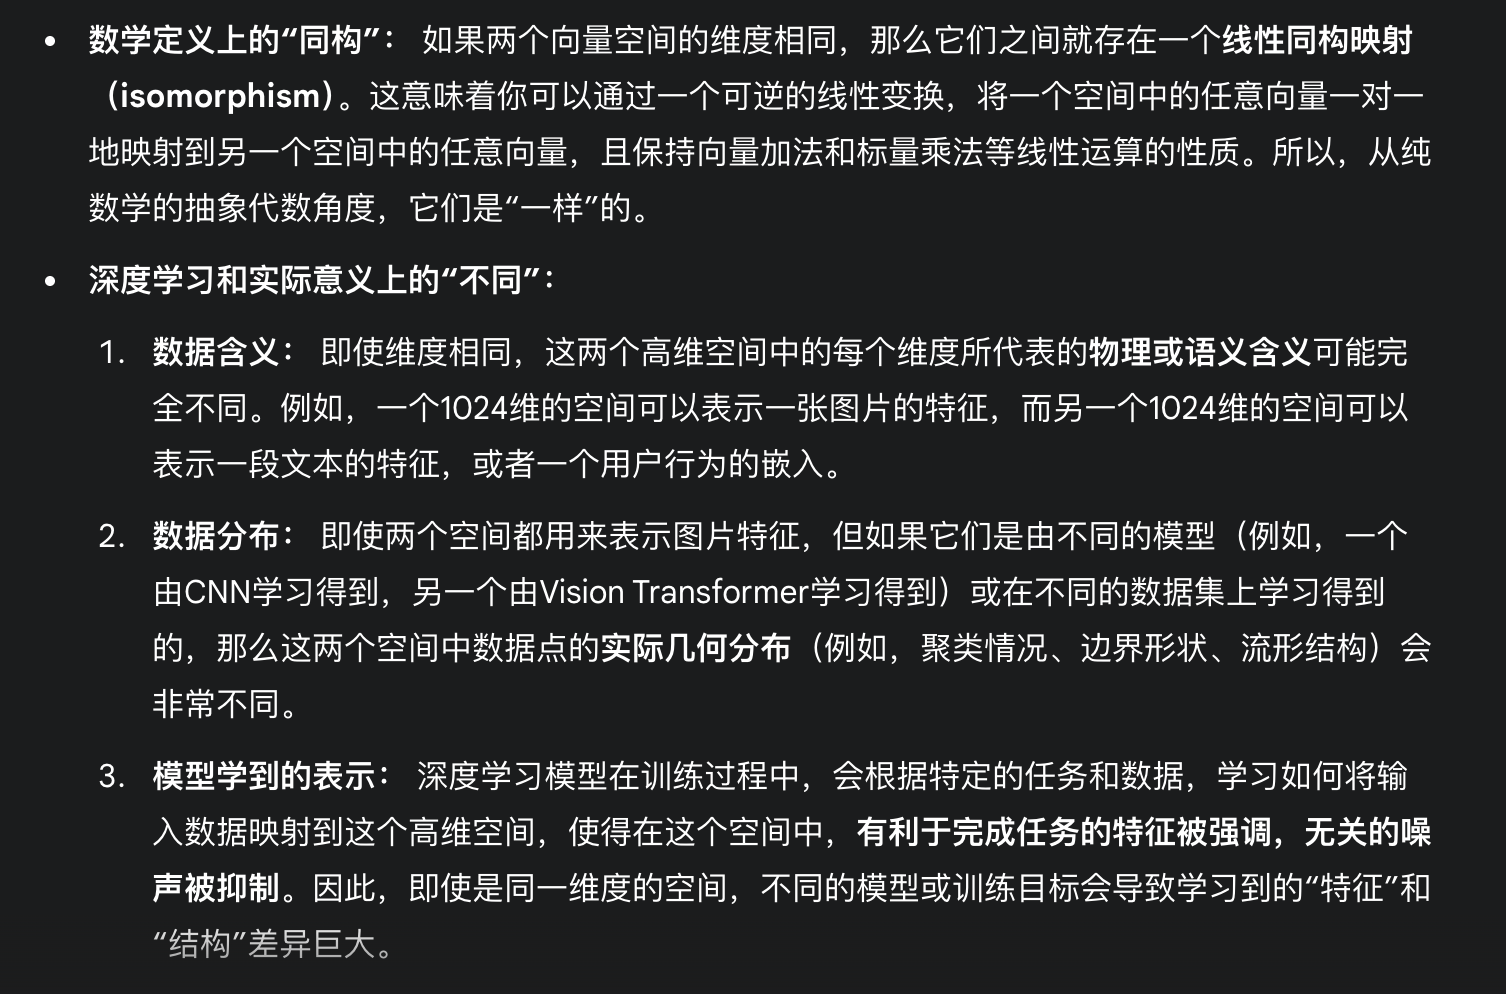 • 数学定义上的“同构”： 如果两个向量空间的维度相同，那么它们之间就存在一个线性同构映射
（isomorphism）。这意味着你可以通过一个可逆的线性变换，将一个空间中的任意向量一对一
地映射到另一个空间中的任意向量，且保持向量加法和标量乘法等线性运算的性质。所以，从纯
数学的抽象代数角度，它们是“一样”的。
• 深度学习和实际意义上的“不同”：
1. 数据含义： 即使维度相同，这两个高维空间中的每个维度所代表的物理或语义含义可能完
全不同。例如，一个1024维的空间可以表示一张图片的特征，而另一个1024维的空间可以
表示一段文本的特征，或者一个用户行为的嵌入。
2. 数据分布： 即使两个空间都用来表示图片特征，但如果它们是由不同的模型（例如，一个
由CNN学习得到，另一个由Vision Transformer学习得到）或在不同的数据集上学习得到
的，那么这两个空间中数据点的实际几何分布（例如，聚类情况、边界形状、流形结构）会
非常不同。
3. 模型学到的表示： 深度学习模型在训练过程中，会根据特定的任务和数据，学习如何将输
入数据映射到这个高维空间，使得在这个空间中，有利于完成任务的特征被强调，无关的噪
声被抑制。因此，即使是同一维度的空间，不同的模型或训练目标会导致学习到的“特征”和
“结构”差异巨大。